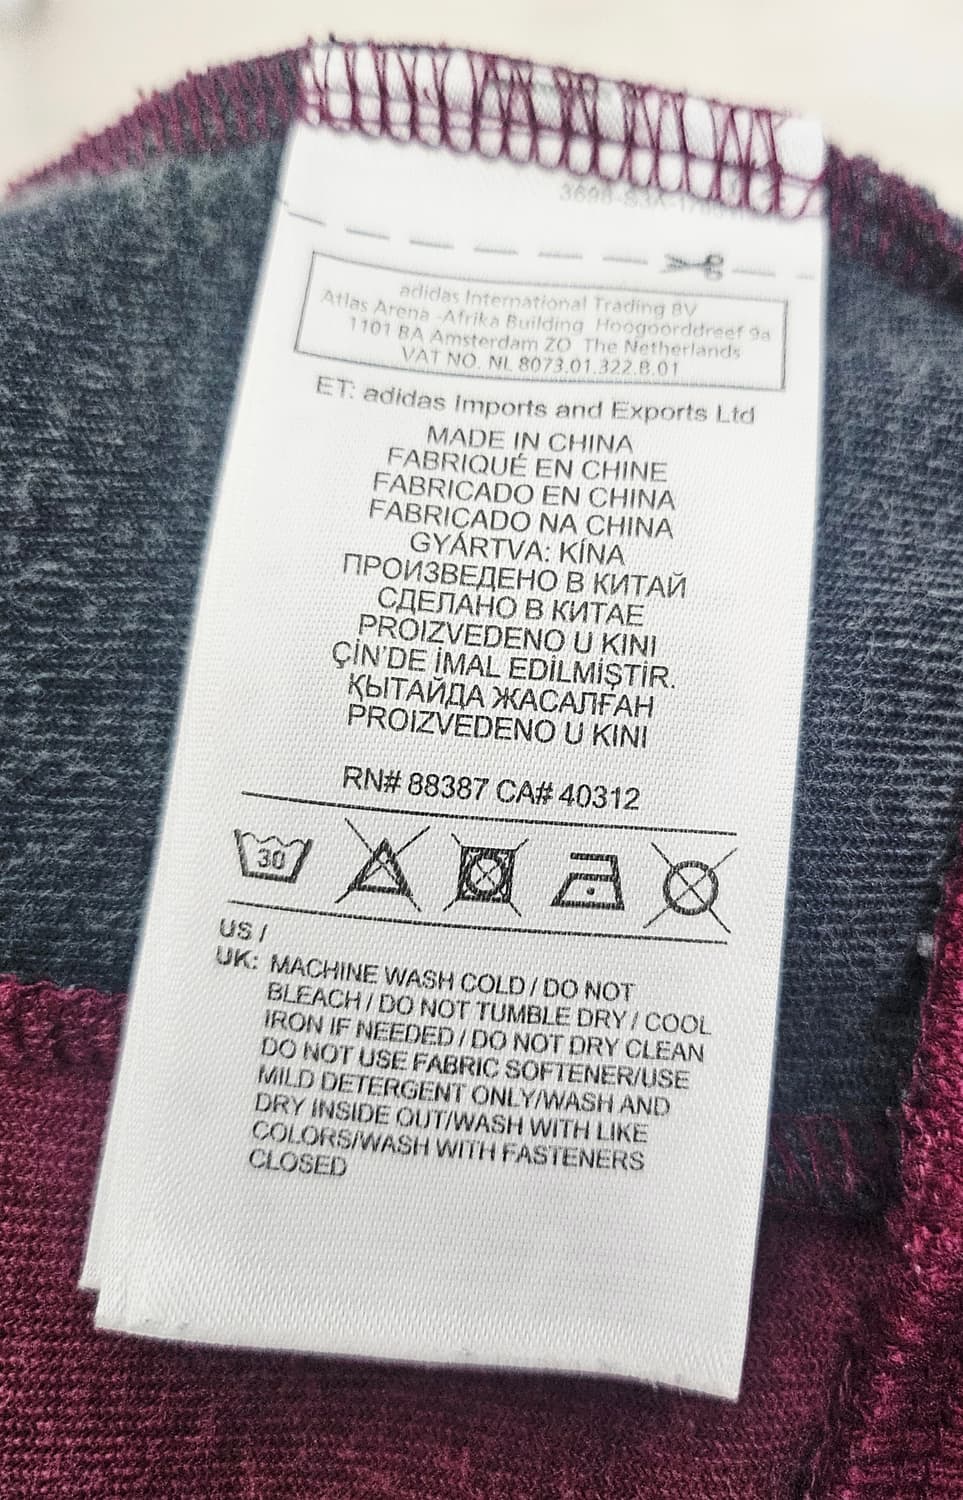 adidas International Trading BV
Atlas Arena -Afrika Building Hoogoorddreef 9a
1101 BA Amsterdam ZO The Netherlands
VAT NO. NL 8073.01.322.B.01
ET: adidas Imports and Exports Ltd
MADE IN CHINA
FABRIQUÉ EN CHINE
FABRICADO EN CHINA
FABRICADO NA CHINA
GYÁRTVA: KÍNA
ПРОИЗВЕДЕНО В КИТАЙ
СДЕЛАНО В КИТАЕ
PROIZVEDENO U KINI
ÇİN'DE İMAL EDİLMİŞTİR.
ҚЫТАЙДА ЖАСАЛҒАН
PROIZVEDENO U KINI
RN# 88387 CA# 40312
30
US /
UK: MACHINE WASH COLD / DO NOT
BLEACH / DO NOT TUMBLE DRY / COOL
IRON IF NEEDED / DO NOT DRY CLEAN
DO NOT USE FABRIC SOFTENER/USE
MILD DETERGENT ONLY/WASH AND
DRY INSIDE OUT/WASH WITH LIKE
COLORS/WASH WITH FASTENERS
CLOSED